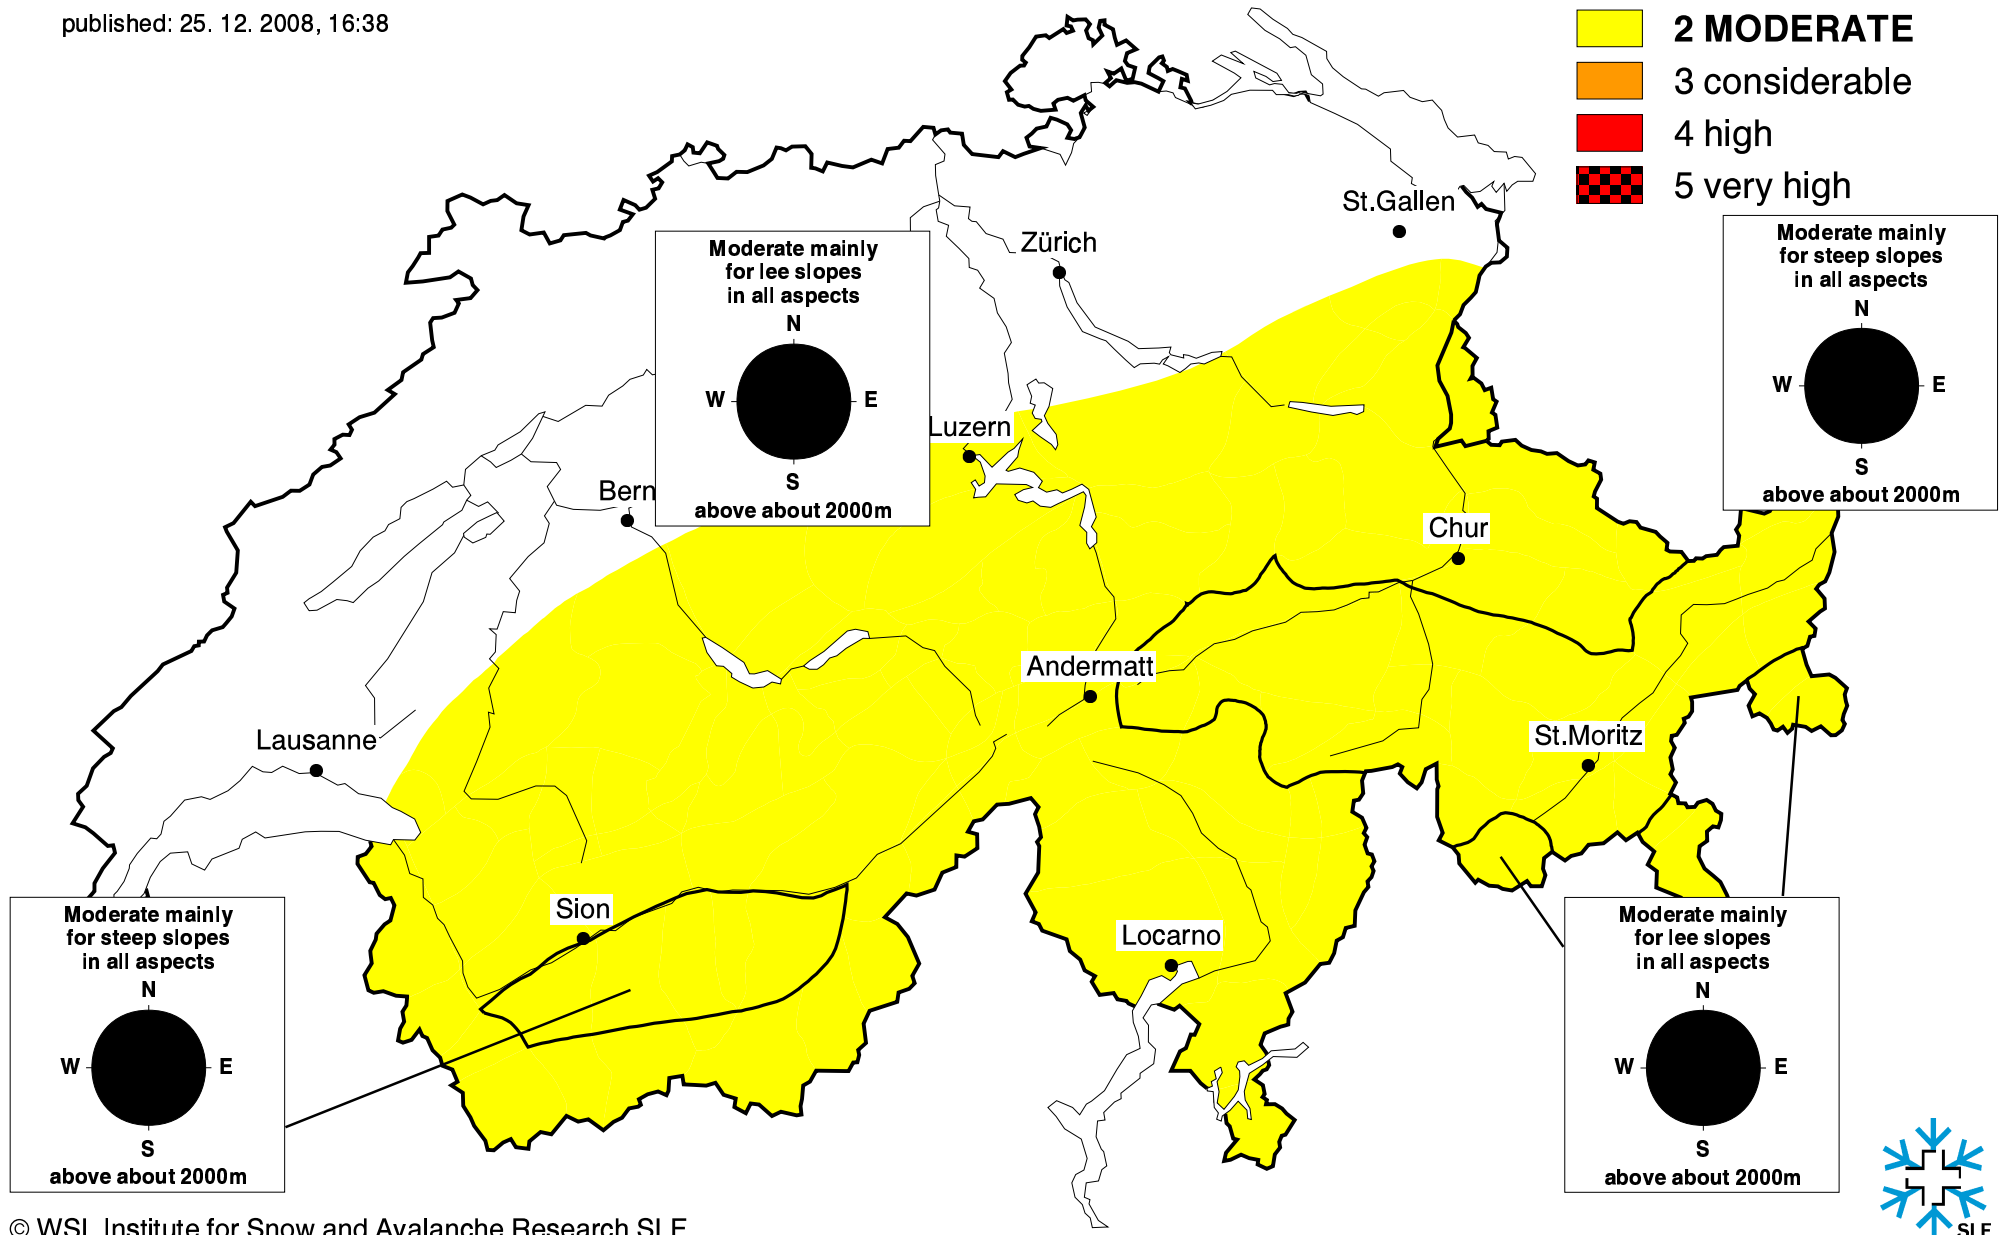 published: 25. 12. 2008, 16:38
2 MODERATE
3 considerable
4 high
5 very high
St.Gallen
Zürich
Moderate mainly
for lee slopes
in all aspects
N
W
E
S
above about 2000m
Moderate mainly
for steep slopes
in all aspects
N
W
E
S
above about 2000m
Luzern
Bern
Chur
Andermatt
Lausanne
St.Moritz
Sion
Locarno
Moderate mainly
for steep slopes
in all aspects
N
W
E
S
above about 2000m
Moderate mainly
for lee slopes
in all aspects
N
W
E
S
above about 2000m
© WSL Institute for Snow and Avalanche Research SLF
SLF